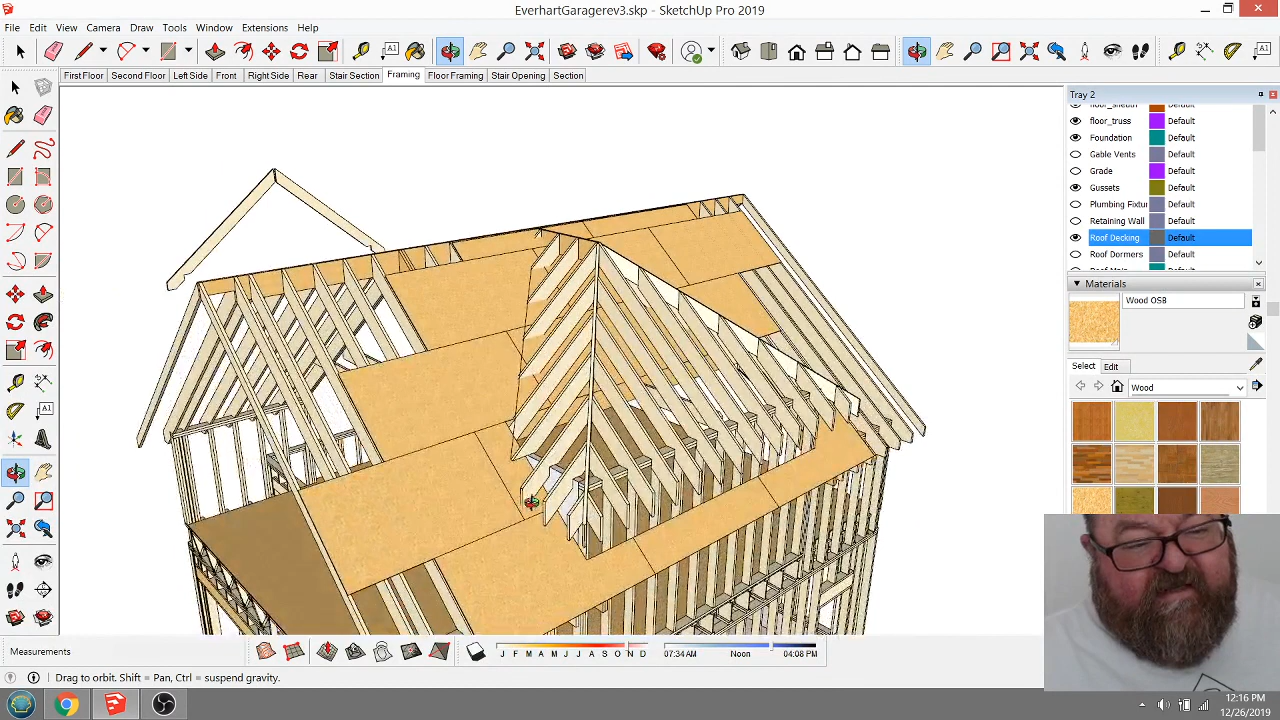 EverhartGaragerev3.skp - SketchUp Pro 2019
File Edit View Camera Draw Tools Window Extensions Help
First Floor Second Floor Left Side Front Right Side Rear Stair Section Framing Floor Framing Stair Opening Section
Tray 2
floor_sheath Default
floor_truss Default
Foundation Default
Gable Vents Default
Grade Default
Gussets Default
Plumbing Fixtur Default
Retaining Wall Default
Roof Decking Default
Roof Dormers Default
Default
Materials
Wood OSB
Select Edit
Wood
Measurements
J F M A M J J A S O N D
07:34 AM Noon 04:08 PM
Drag to orbit. Shift = Pan, Ctrl = suspend gravity.
12:16 PM
12/26/2019